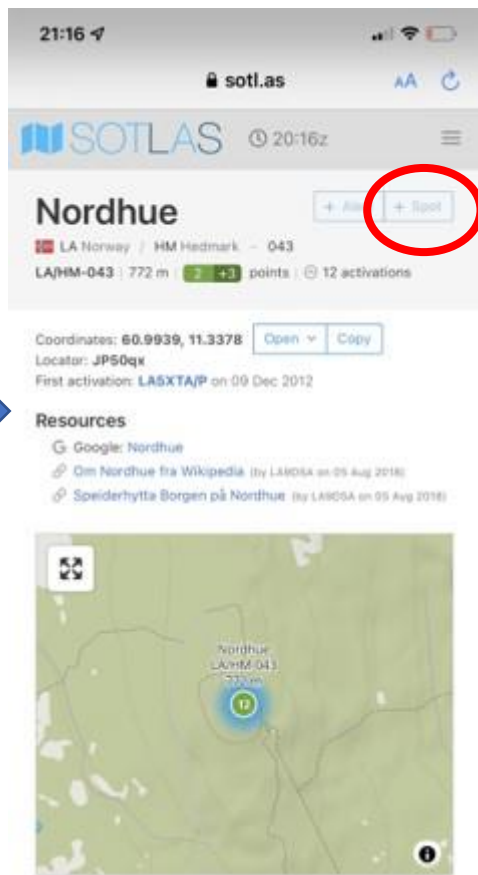 21:16
sotl.as AA
SOTLAS 20:16z
Nordhue
+ Alert + Spot
LA Norway / HM Hedmark - 043
LA/HM-043 772 m 2 +3 points 12 activations
Coordinates: 60.9939, 11.3378 Open Copy
Locator: JP50qx
First activation: LA5XTA/P on 09 Dec 2012
Resources
G Google: Nordhue
Om Nordhue fra Wikipedia (by LA9DSA on 05 Aug 2018)
Speiderhytta Borgen på Nordhue (by LA9DSA on 05 Aug 2018)
Nordhue
LA/HM-043
772 m
12